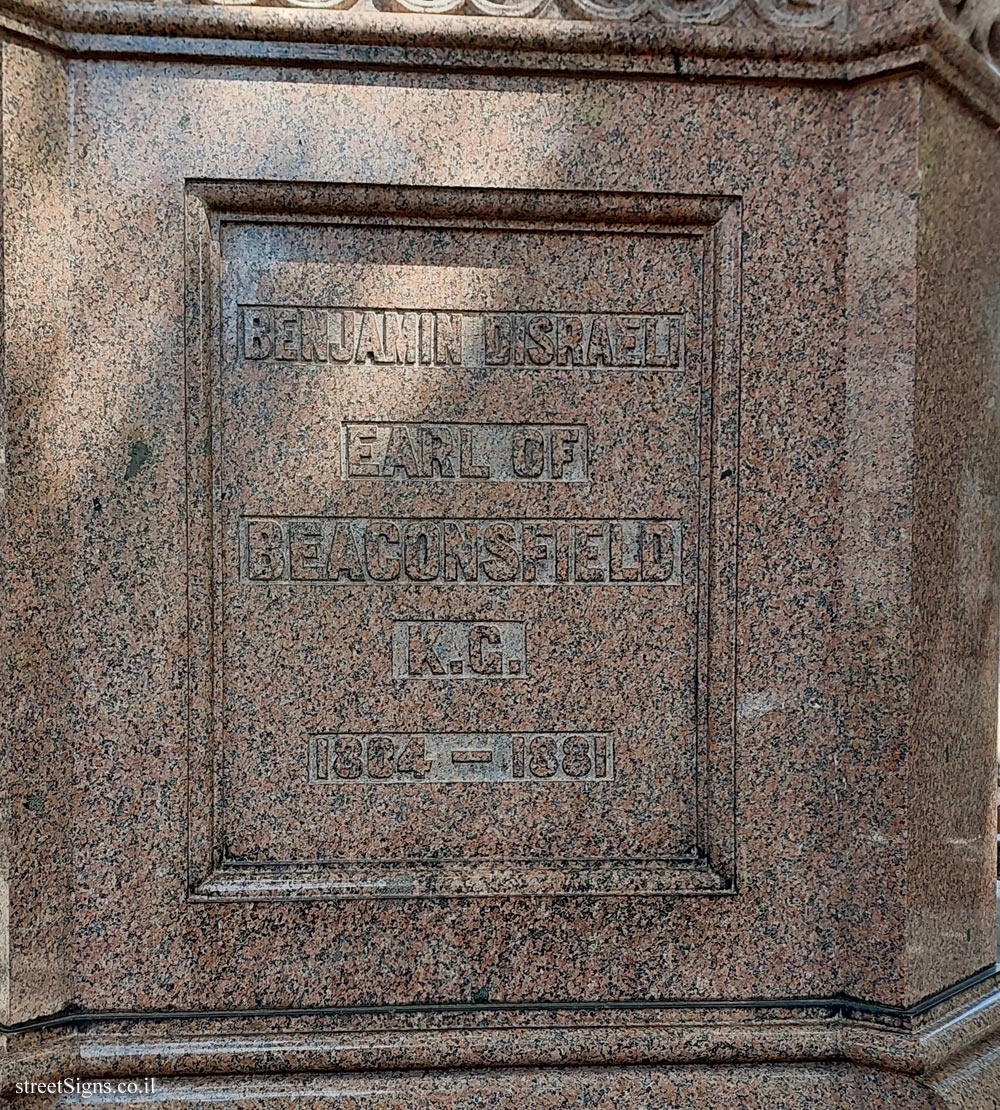 BENJAMIN DISRAELI
EARL OF
BEACONSFIELD
K.G.
1804 – 1881
streetSigns.co.il